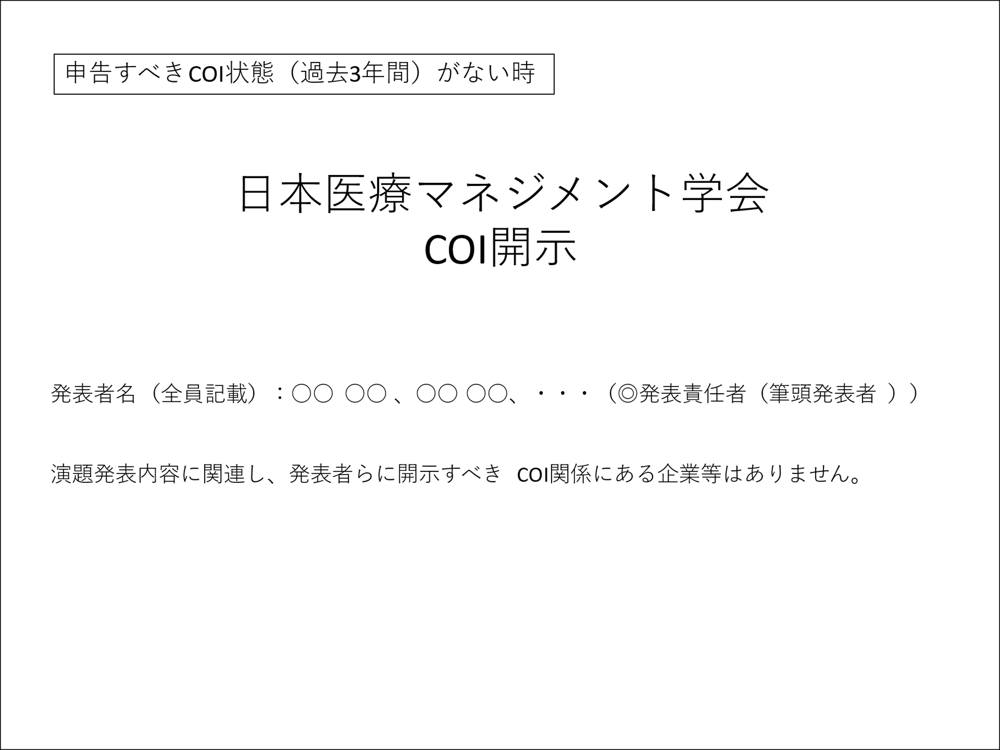 申告すべきCOI状態（過去3年間）がない時
日本医療マネジメント学会
COI開示
発表者名（全員記載）：○○ ○○ 、○○ ○○、・・・（◎発表責任者（筆頭発表者 ））
演題発表内容に関連し、発表者らに開示すべき　COI関係にある企業等はありません。